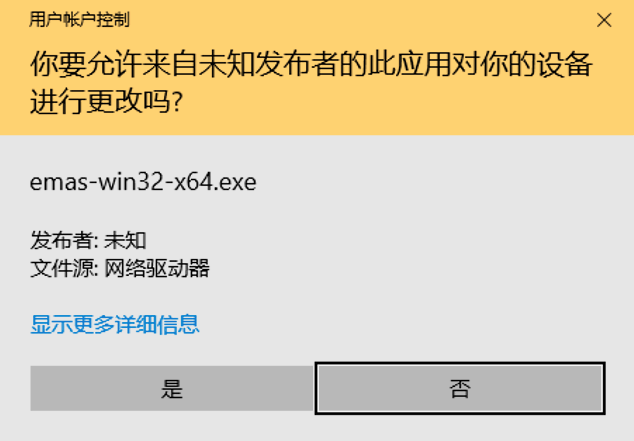 用户帐户控制
你要允许来自未知发布者的此应用对你的设备
进行更改吗?
emas-win32-x64.exe
发布者: 未知
文件源: 网络驱动器
显示更多详细信息
是
否